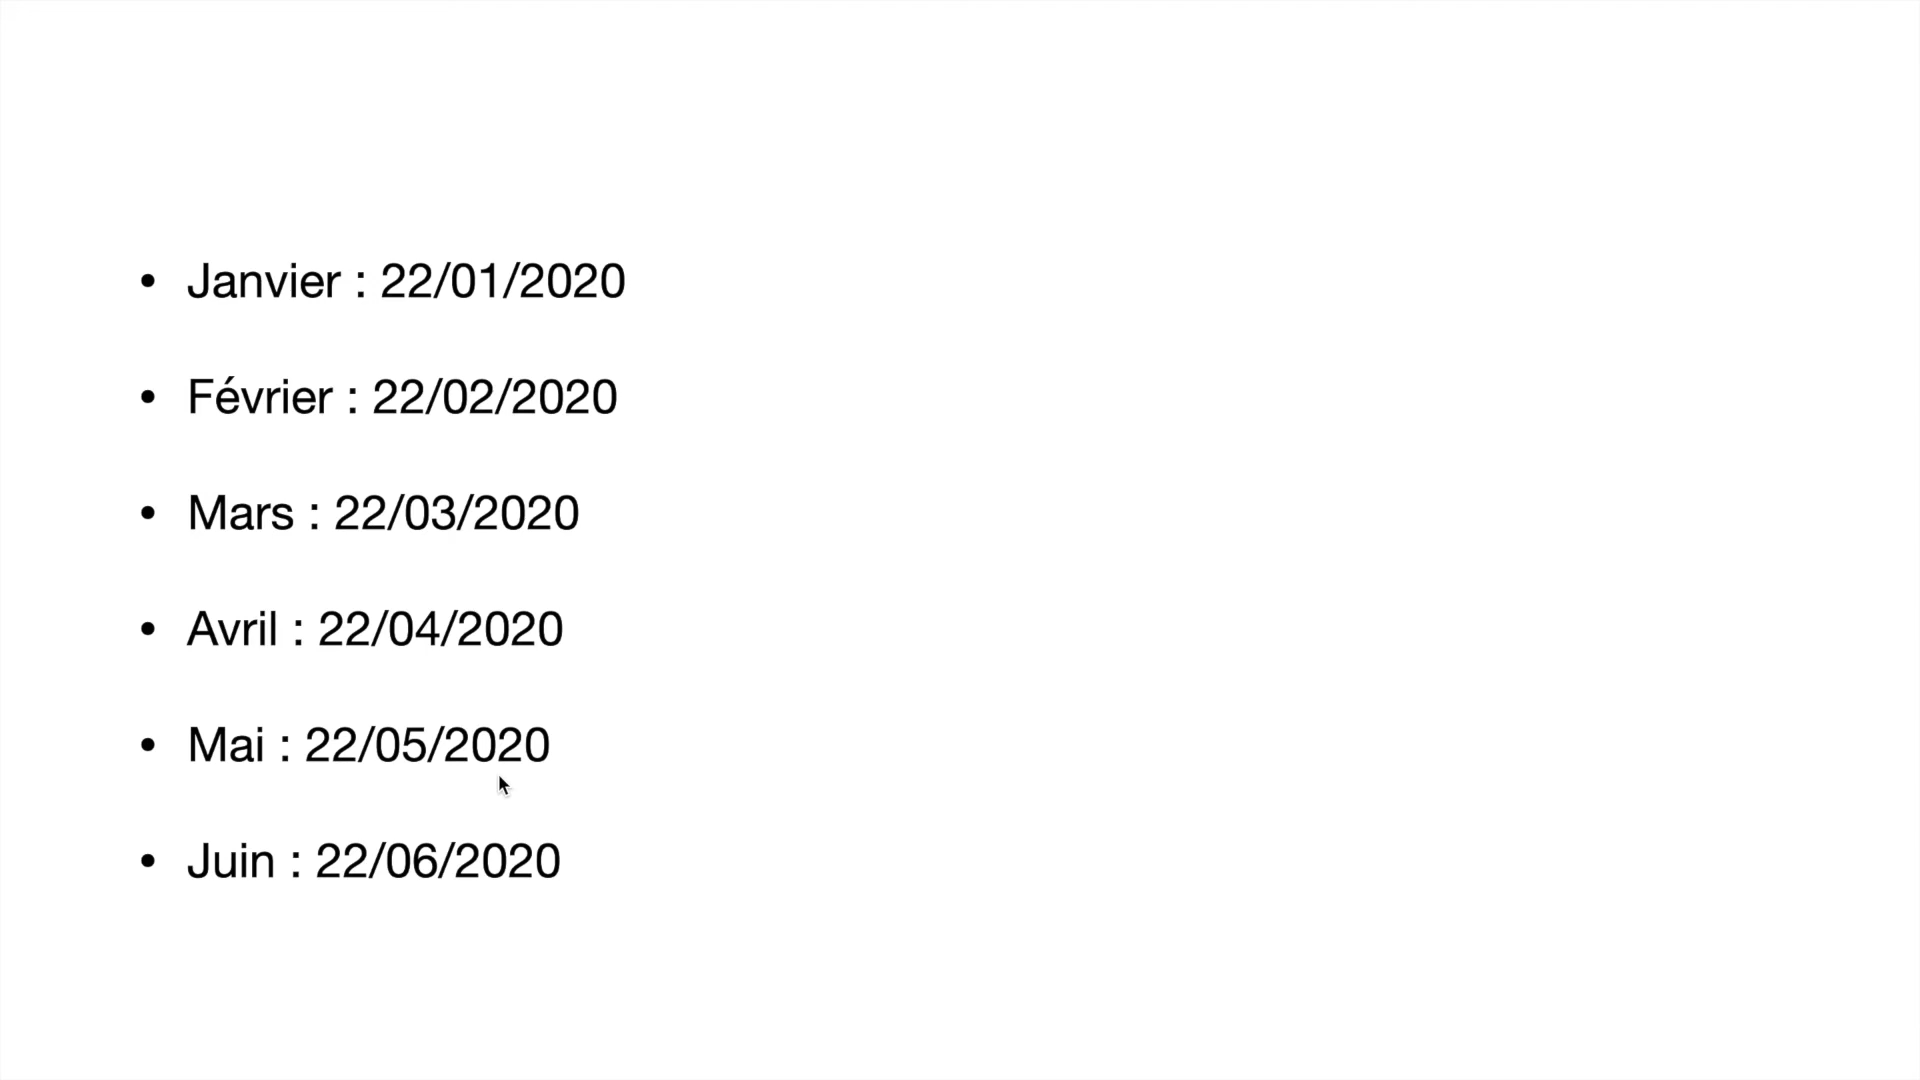 • Janvier : 22/01/2020
• Février : 22/02/2020
• Mars : 22/03/2020
• Avril : 22/04/2020
• Mai : 22/05/2020
• Juin : 22/06/2020